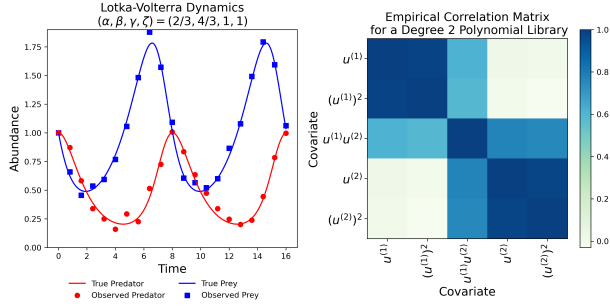 Lotka-Volterra Dynamics
(α, β, γ, ζ) = (2/3, 4/3, 1, 1)
Abundance
1.75
1.50
1.25
1.00
0.75
0.50
0.25
0.00
0 2 4 6 8 10 12 14 16
Time
True Predator
Observed Predator
True Prey
Observed Prey
Empirical Correlation Matrix
for a Degree 2 Polynomial Library
Covariate
u⁽¹⁾
(u⁽¹⁾)²
u⁽¹⁾u⁽²⁾
u⁽²⁾
(u⁽²⁾)²
u⁽¹⁾
(u⁽¹⁾)²
u⁽¹⁾u⁽²⁾
u⁽²⁾
(u⁽²⁾)²
Covariate
1.0
0.8
0.6
0.4
0.2
0.0